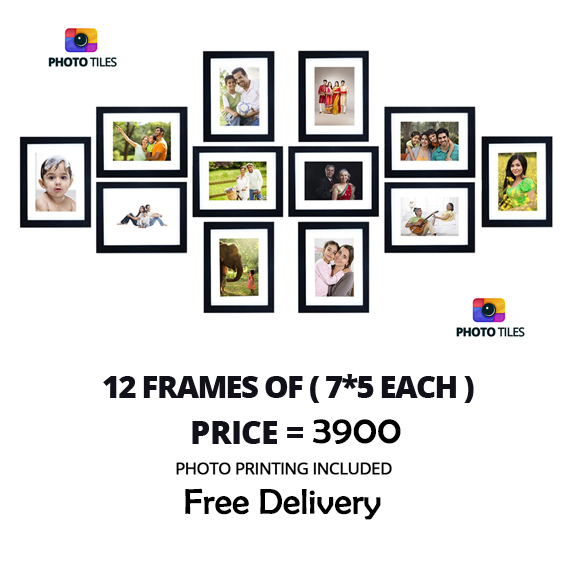 PHOTO TILES
PHOTO TILES
12 FRAMES OF ( 7*5 EACH )
PRICE = 3900
PHOTO PRINTING INCLUDED
Free Delivery